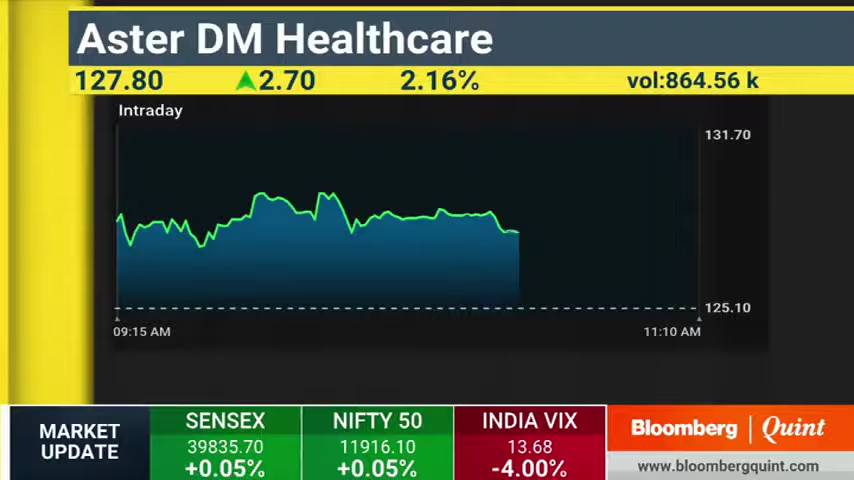 Aster DM Healthcare
127.80 ▲2.70 2.16% vol:864.56 k
Intraday
131.70
125.10
09:15 AM 11:10 AM
MARKET UPDATE
SENSEX
39835.70
+0.05%
NIFTY 50
11916.10
+0.05%
INDIA VIX
13.68
-4.00%
Bloomberg | Quint
www.bloombergquint.com